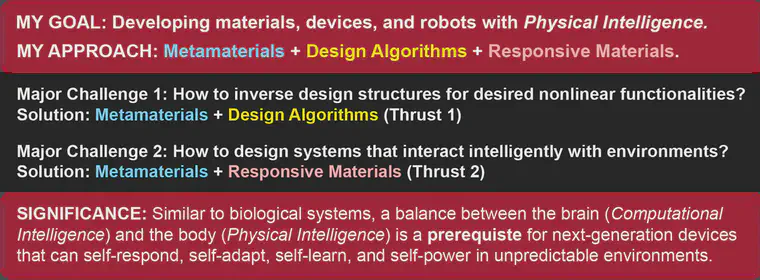 MY GOAL: Developing materials, devices, and robots with Physical Intelligence.
MY APPROACH: Metamaterials + Design Algorithms + Responsive Materials.
Major Challenge 1: How to inverse design structures for desired nonlinear functionalities?
Solution: Metamaterials + Design Algorithms (Thrust 1)
Major Challenge 2: How to design systems that interact intelligently with environments?
Solution: Metamaterials + Responsive Materials (Thrust 2)
SIGNIFICANCE: Similar to biological systems, a balance between the brain (Computational
Intelligence) and the body (Physical Intelligence) is a prerequiste for next-generation devices
that can self-respond, self-adapt, self-learn, and self-power in unpredictable environments.